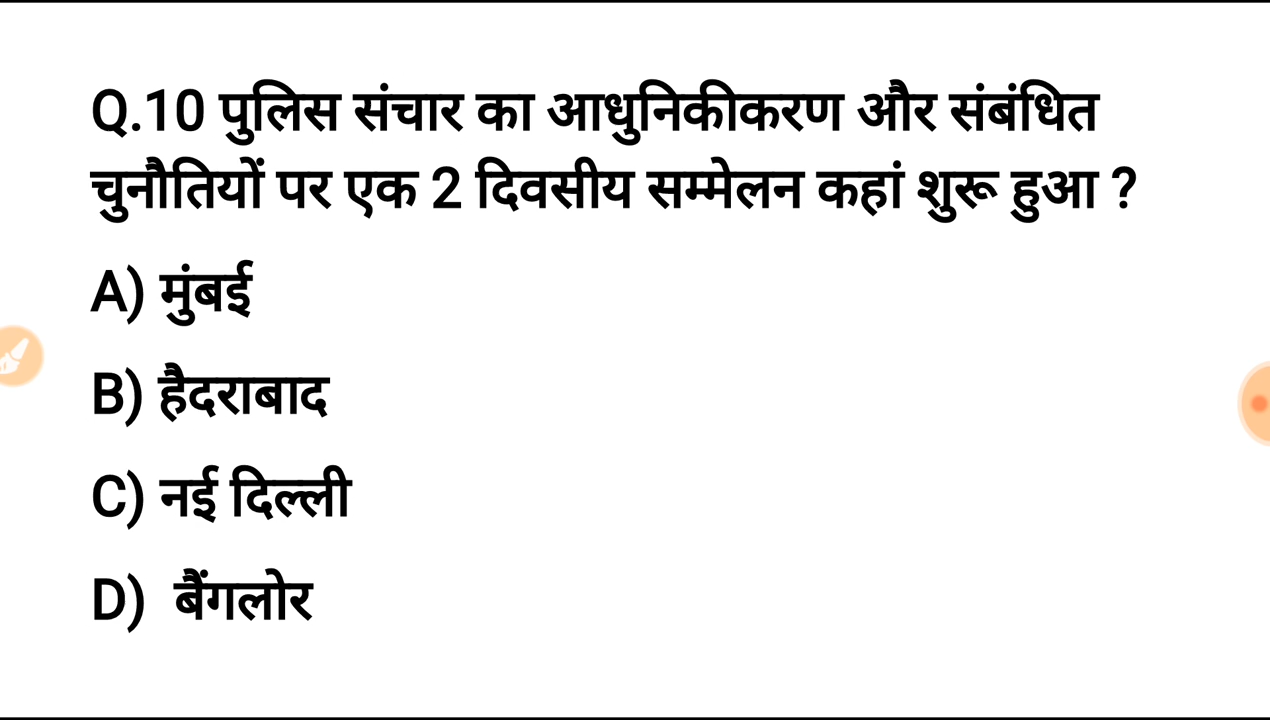 Q.10 पुलिस संचार का आधुनिकीकरण और संबंधित
चुनौतियों पर एक 2 दिवसीय सम्मेलन कहां शुरू हुआ ?
A) मुंबई
B) हैदराबाद
C) नई दिल्ली
D) बैंगलोर